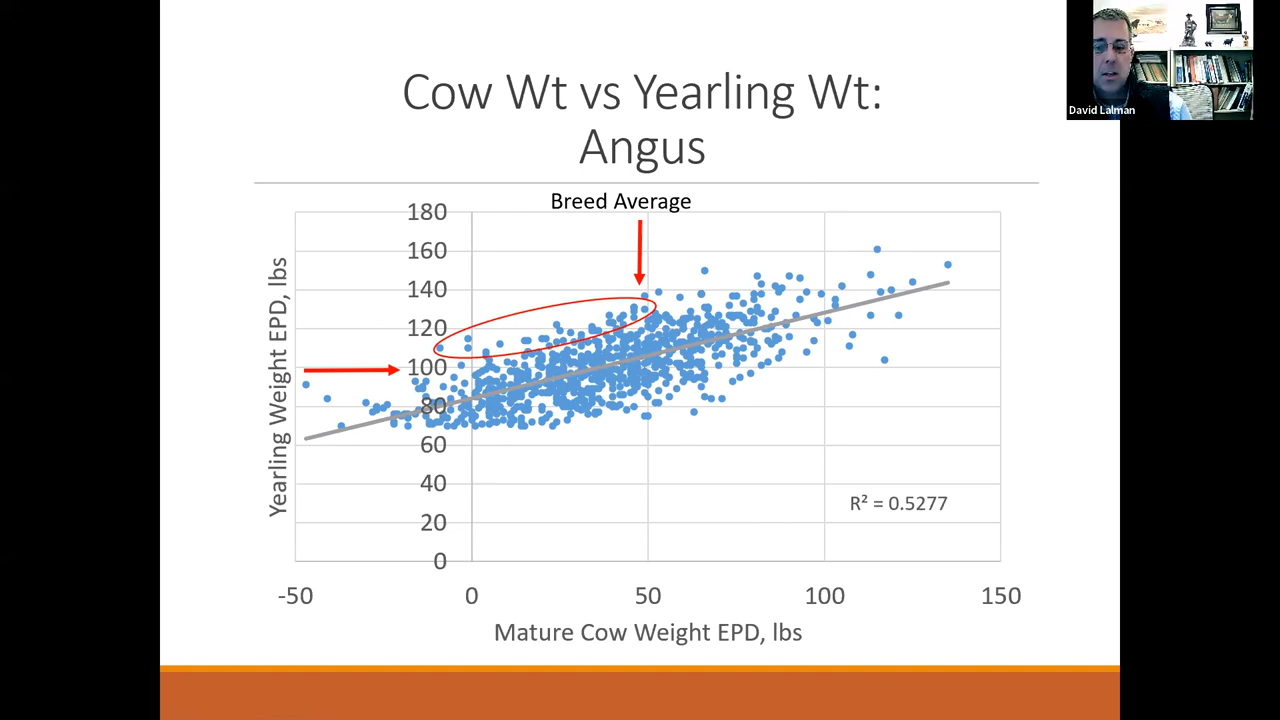 David Lalman
Cow Wt vs Yearling Wt:
Angus
Breed Average
Yearling Weight EPD, lbs
180
160
140
120
100
80
60
40
20
0
R² = 0.5277
-50 0 50 100 150
Mature Cow Weight EPD, lbs